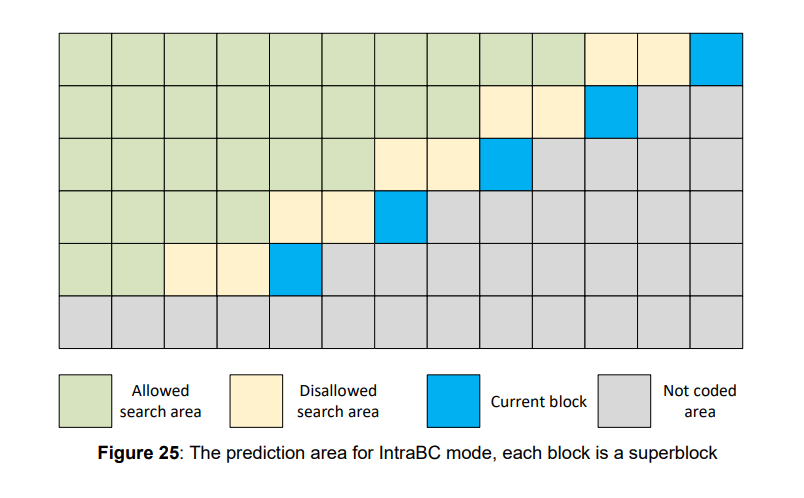 Allowed
search area
Disallowed
search area
Current block
Not coded
area
Figure 25: The prediction area for IntraBC mode, each block is a superblock